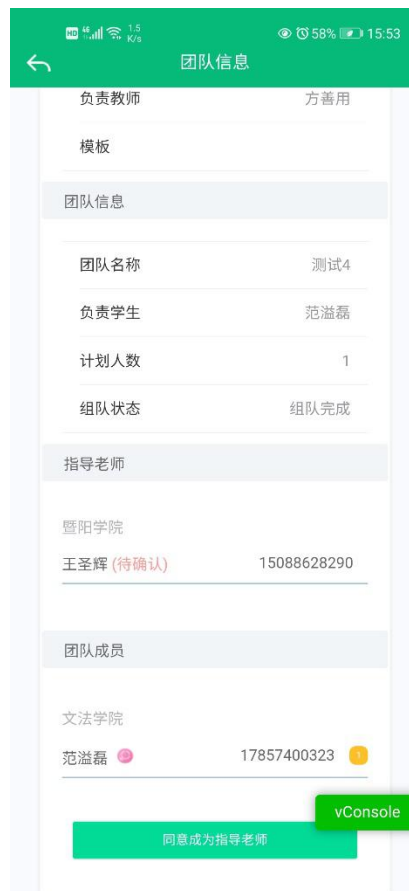 HD 46 1.5 K/s 58% 15:53
团队信息
负责教师 方善用
模板
团队信息
团队名称 测试4
负责学生 范溢磊
计划人数 1
组队状态 组队完成
指导老师
暨阳学院
王圣辉 (待确认) 15088628290
团队成员
文法学院
范溢磊 17857400323 1
vConsole
同意成为指导老师